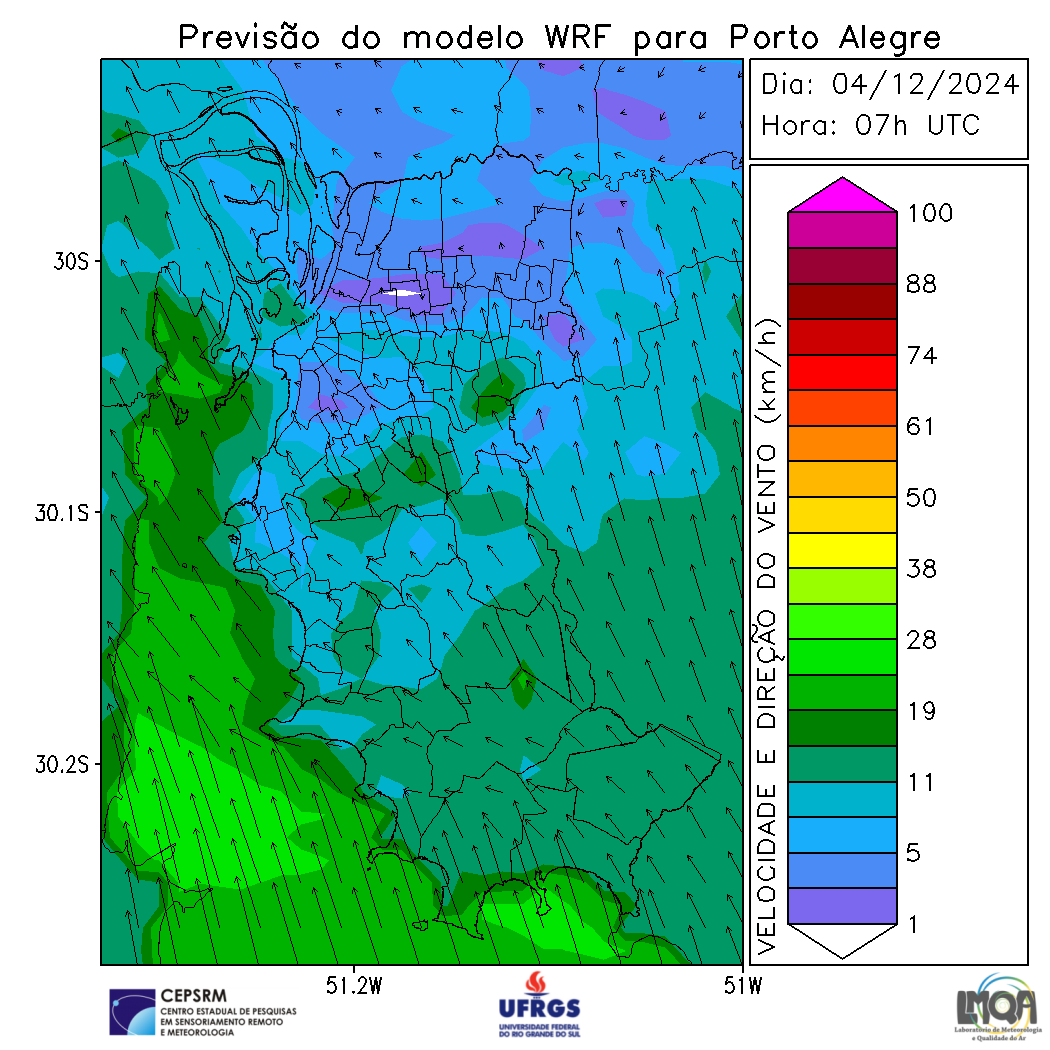 Previsão do modelo WRF para Porto Alegre
Dia: 04/12/2024
Hora: 07h UTC
30S
30.1S
30.2S
51.2W
51W
VELOCIDADE E DIREÇÃO DO VENTO (km/h)
100
88
74
61
50
38
28
19
11
5
1
CEPSRM
CENTRO ESTADUAL DE PESQUISAS
EM SENSORIAMENTO REMOTO
E METEOROLOGIA
UFRGS
UNIVERSIDADE FEDERAL
DO RIO GRANDE DO SUL
LMQA
Laboratório de Meteorologia
e Qualidade do Ar